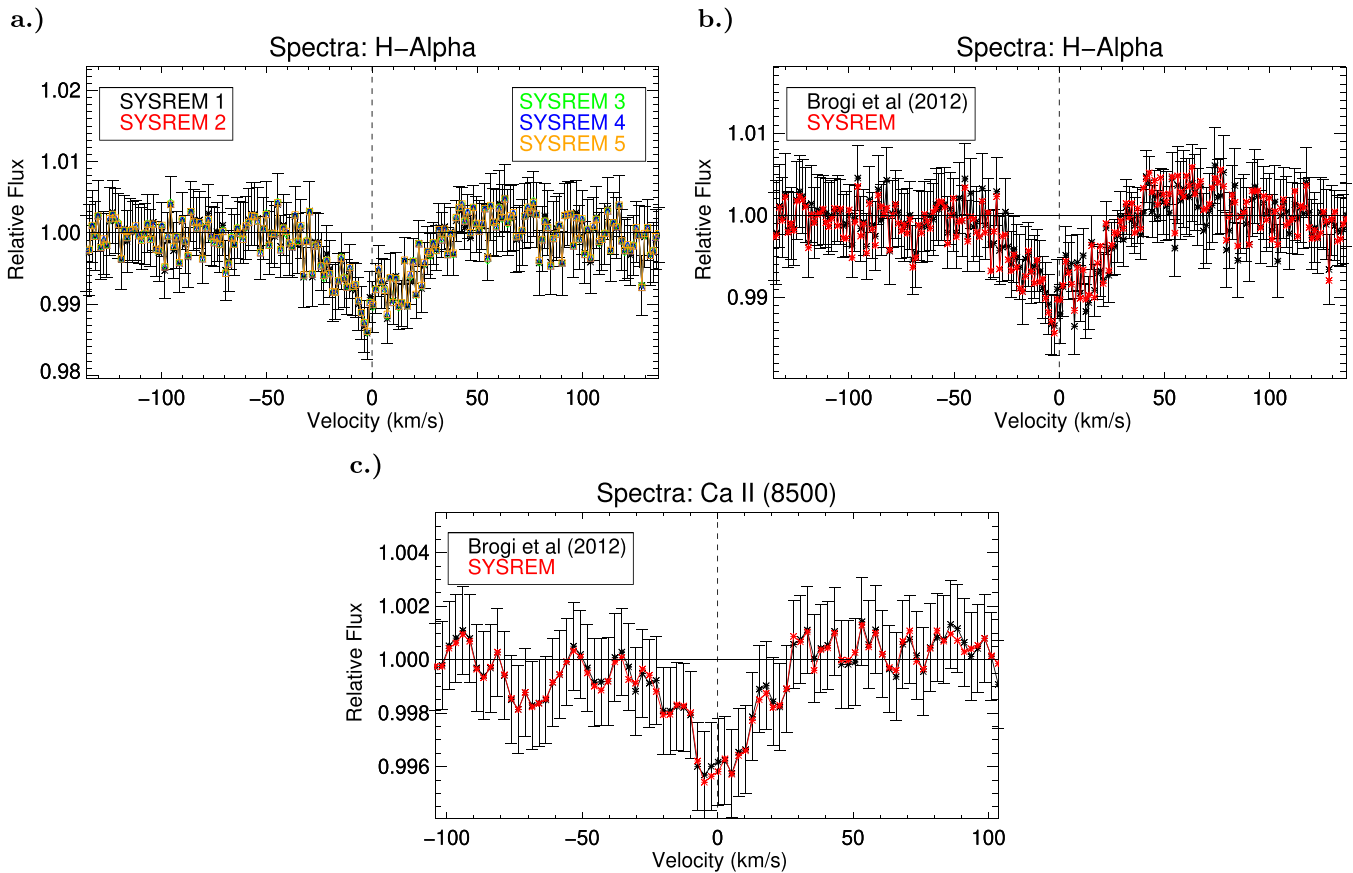 a.)
Spectra: H−Alpha
SYSREM 1
SYSREM 2
SYSREM 3
SYSREM 4
SYSREM 5
1.02
1.01
1.00
0.99
0.98
Relative Flux
−100
−50
0
50
100
Velocity (km/s)
b.)
Spectra: H−Alpha
Brogi et al (2012)
SYSREM
1.01
1.00
0.99
Relative Flux
−100
−50
0
50
100
Velocity (km/s)
c.)
Spectra: Ca II (8500)
Brogi et al (2012)
SYSREM
1.004
1.002
1.000
0.998
0.996
Relative Flux
−100
−50
0
50
100
Velocity (km/s)